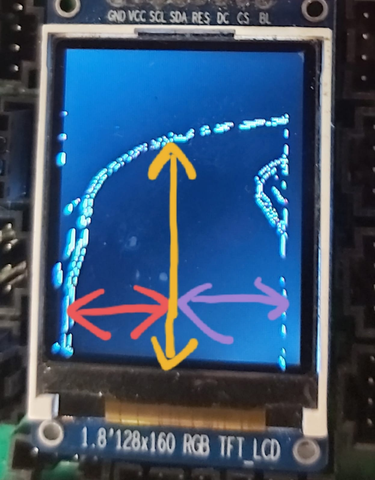 GND VCC SCL SDA RES DC CS BL
1.8'128x160 RGB TFT_LCD